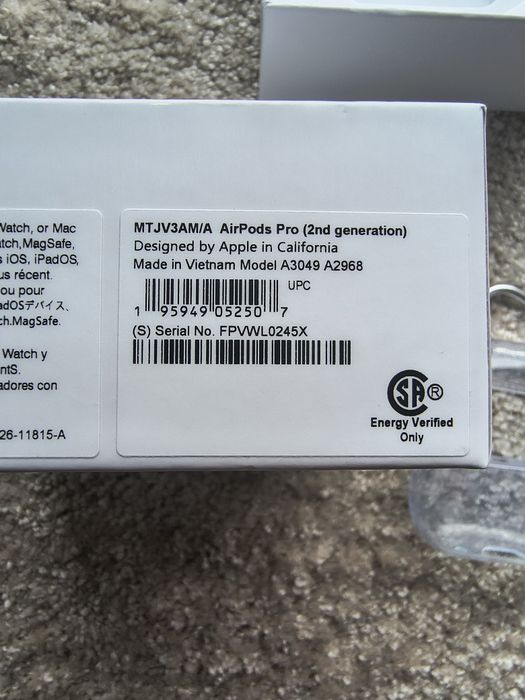 Watch, or Mac
atch,MagSafe,
s iOS, iPadOS,
us récent.
ou pour
adOSデバイス、
ch.MagSafe.
Watch y
ntS.
adores con
26-11815-A
MTJV3AM/A AirPods Pro (2nd generation)
Designed by Apple in California
Made in Vietnam Model A3049 A2968
UPC
1 95949 05250 7
(S) Serial No. FPVWL0245X
SA ®
Energy Verified
Only